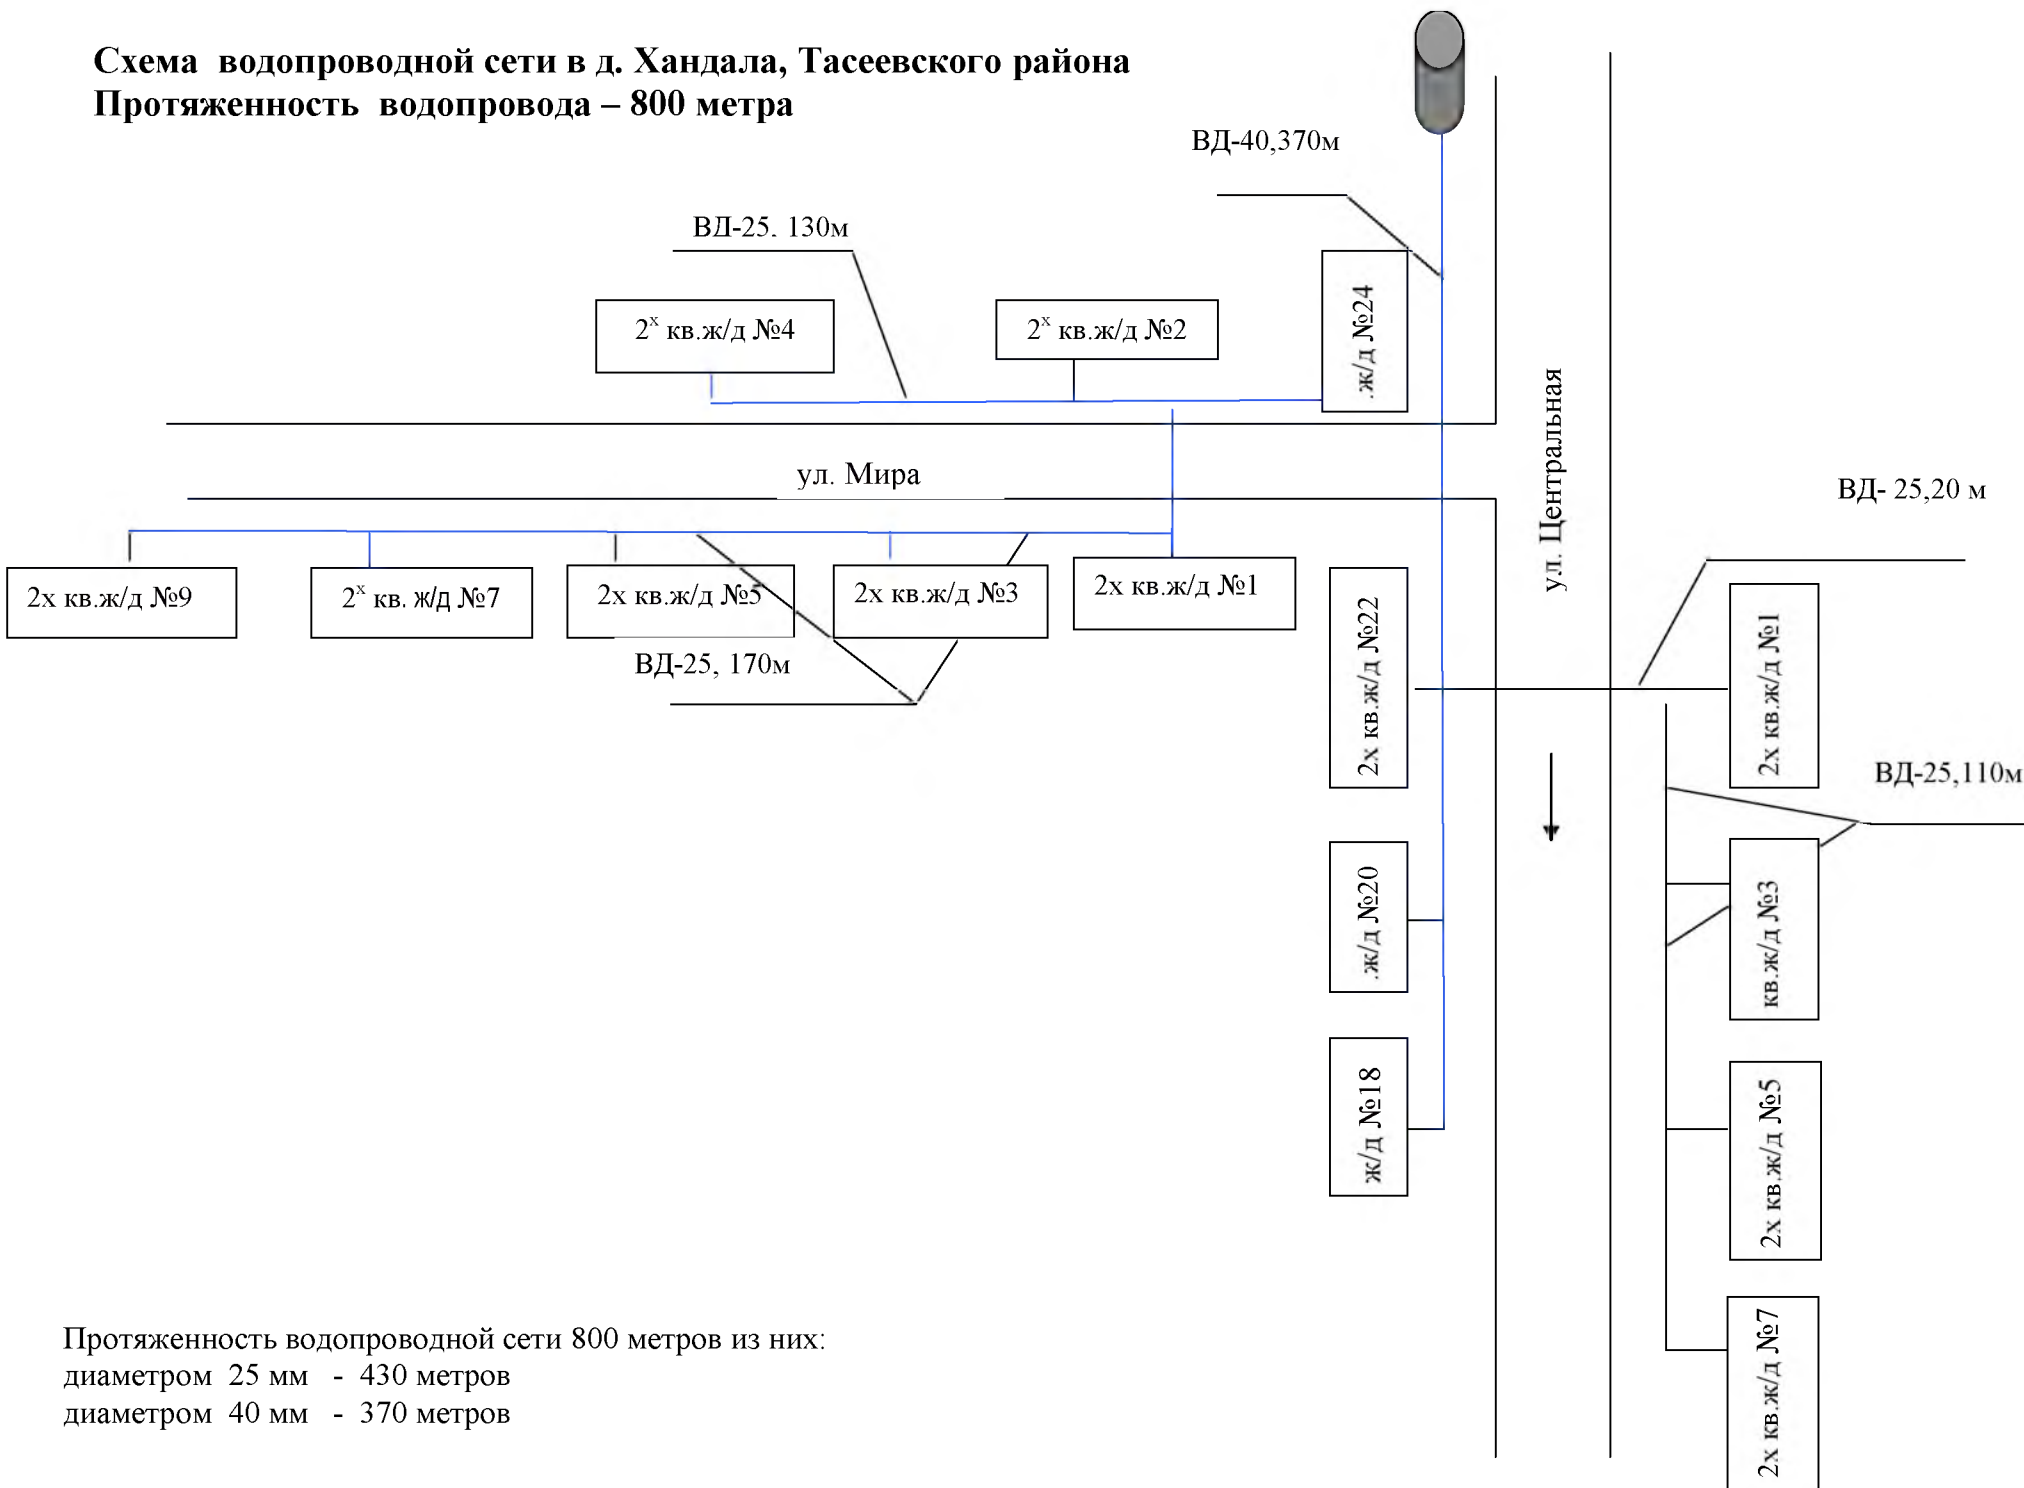 Схема водопроводной сети в д. Хандала, Тасеевского района
Протяженность водопровода – 800 метра
ВД-40,370м
ВД-25. 130м
2х кв.ж/д №4
2х кв.ж/д №2
.ж/д №24
ул. Мира
ул. Центральная
ВД- 25,20 м
2х кв.ж/д №9
2х кв. ж/д №7
2х кв.ж/д №5
2х кв.ж/д №3
2х кв.ж/д №1
ВД-25, 170м
2х кв.ж/д №22
2х кв.ж/д №1
ВД-25,110м
.ж/д №20
кв.ж/д №3
ж/д №18
2х кв.ж/д №5
2х кв.ж/д №7
Протяженность водопроводной сети 800 метров из них:
диаметром 25 мм - 430 метров
диаметром 40 мм - 370 метров